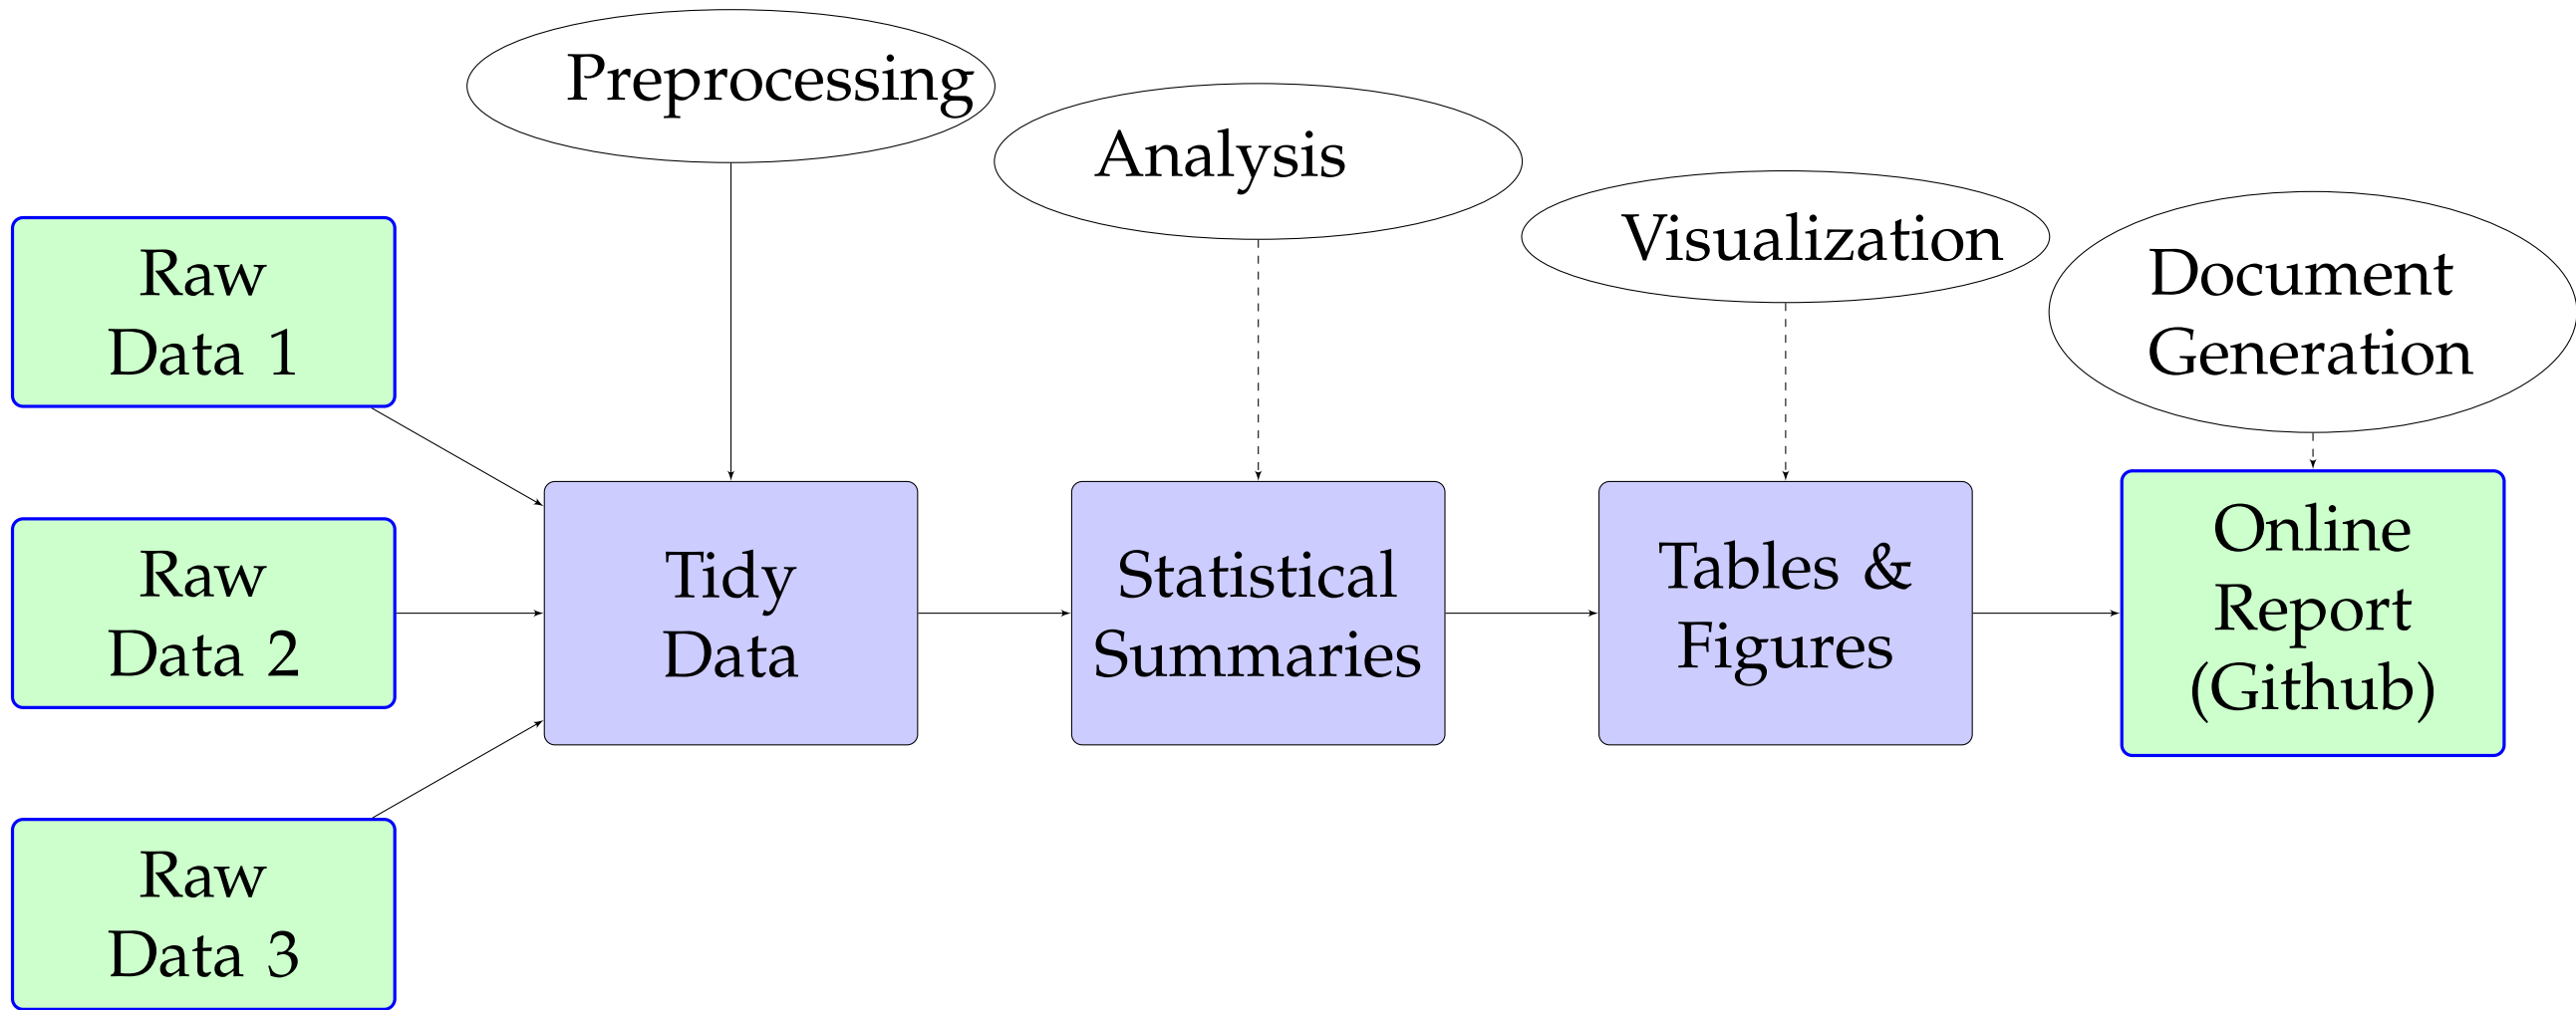 Preprocessing
Analysis
Visualization
Document
Generation
Raw
Data 1
Raw
Data 2
Raw
Data 3
Tidy
Data
Statistical
Summaries
Tables &
Figures
Online
Report
(Github)